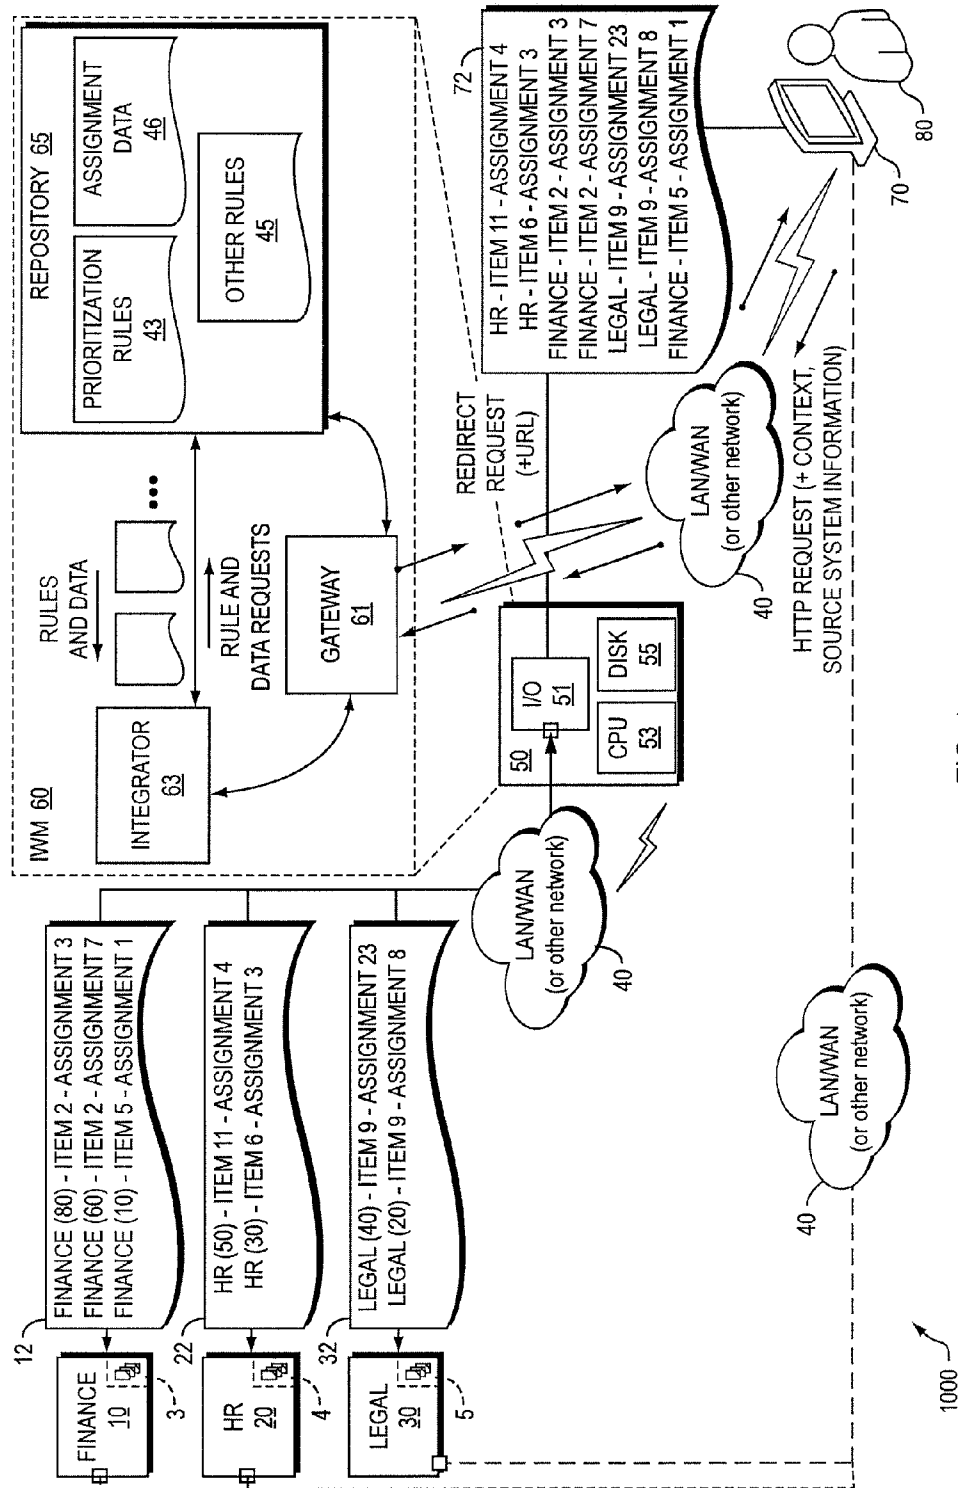 12
FINANCE (80) - ITEM 2 - ASSIGNMENT 3
FINANCE (60) - ITEM 2 - ASSIGNMENT 7
FINANCE (10) - ITEM 5 - ASSIGNMENT 1
FINANCE
10
3
22
HR (50) - ITEM 11 - ASSIGNMENT 4
HR (30) - ITEM 6 - ASSIGNMENT 3
HR
20
4
32
LEGAL (40) - ITEM 9 - ASSIGNMENT 23
LEGAL (20) - ITEM 9 - ASSIGNMENT 8
LEGAL
30
5
IWM 60
INTEGRATOR
63
RULES
AND DATA
RULE AND
DATA REQUESTS
GATEWAY
61
REPOSITORY 65
PRIORITIZATION
RULES
43
ASSIGNMENT
DATA
46
OTHER RULES
45
REDIRECT
REQUEST
(+URL)
72
HR - ITEM 11 - ASSIGNMENT 4
HR - ITEM 6 - ASSIGNMENT 3
FINANCE - ITEM 2 - ASSIGNMENT 3
FINANCE - ITEM 2 - ASSIGNMENT 7
LEGAL - ITEM 9 - ASSIGNMENT 23
LEGAL - ITEM 9 - ASSIGNMENT 8
FINANCE - ITEM 5 - ASSIGNMENT 1
LAN/WAN
(or other network)
40
50
I/O
51
CPU
53
DISK
55
LAN/WAN
(or other network)
40
70
80
HTTP REQUEST (+ CONTEXT,
SOURCE SYSTEM INFORMATION)
LAN/WAN
(or other network)
40
1000